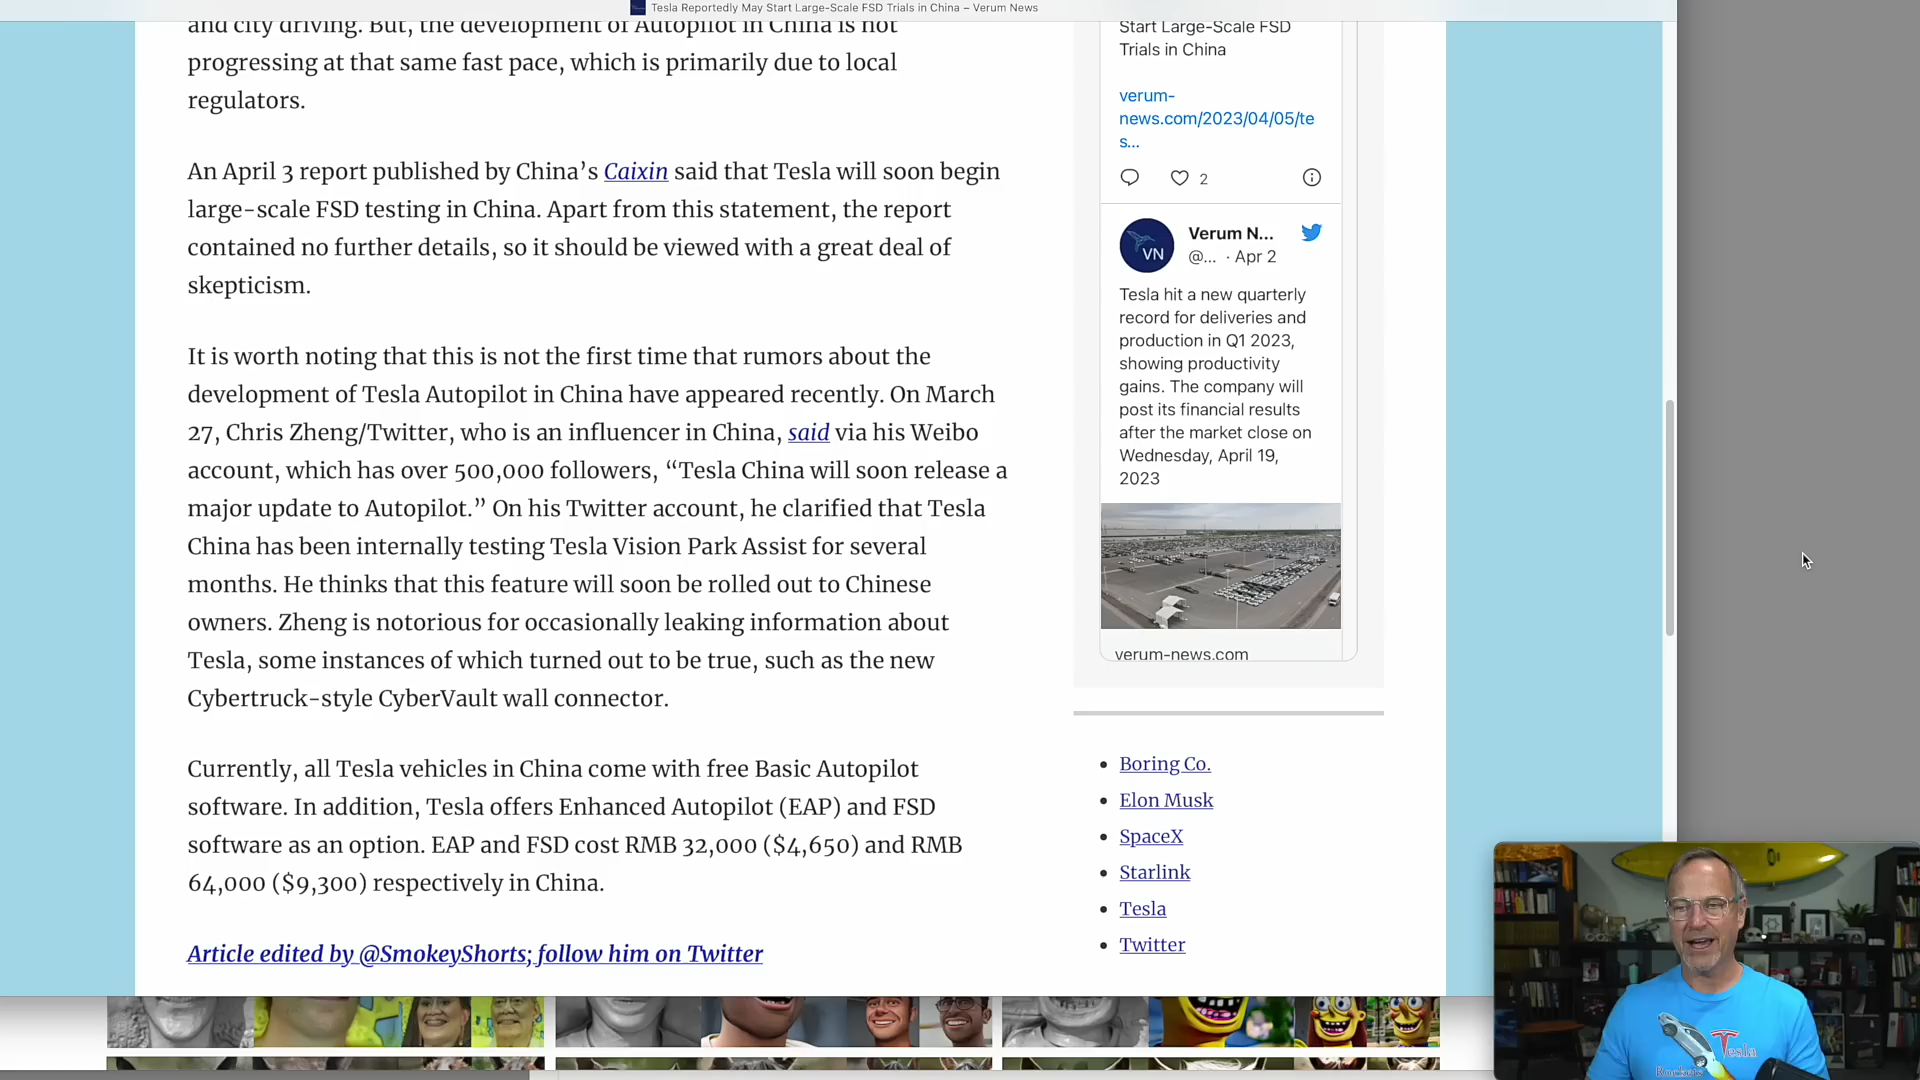 Tesla Reportedly May Start Large-Scale FSD Trials in China – Verum News
and city driving. But, the development of Autopilot in China is not
progressing at that same fast pace, which is primarily due to local
regulators.
An April 3 report published by China’s Caixin said that Tesla will soon begin
large-scale FSD testing in China. Apart from this statement, the report
contained no further details, so it should be viewed with a great deal of
skepticism.
It is worth noting that this is not the first time that rumors about the
development of Tesla Autopilot in China have appeared recently. On March
27, Chris Zheng/Twitter, who is an influencer in China, said via his Weibo
account, which has over 500,000 followers, “Tesla China will soon release a
major update to Autopilot.” On his Twitter account, he clarified that Tesla
China has been internally testing Tesla Vision Park Assist for several
months. He thinks that this feature will soon be rolled out to Chinese
owners. Zheng is notorious for occasionally leaking information about
Tesla, some instances of which turned out to be true, such as the new
Cybertruck-style CyberVault wall connector.
Currently, all Tesla vehicles in China come with free Basic Autopilot
software. In addition, Tesla offers Enhanced Autopilot (EAP) and FSD
software as an option. EAP and FSD cost RMB 32,000 ($4,650) and RMB
64,000 ($9,300) respectively in China.
Article edited by @SmokeyShorts; follow him on Twitter
Start Large-Scale FSD
Trials in China
verum-
news.com/2023/04/05/te
s...
2
VN
Verum N...
@... · Apr 2
Tesla hit a new quarterly
record for deliveries and
production in Q1 2023,
showing productivity
gains. The company will
post its financial results
after the market close on
Wednesday, April 19,
2023
verum-news.com
Boring Co.
Elon Musk
SpaceX
Starlink
Tesla
Twitter
Tesla